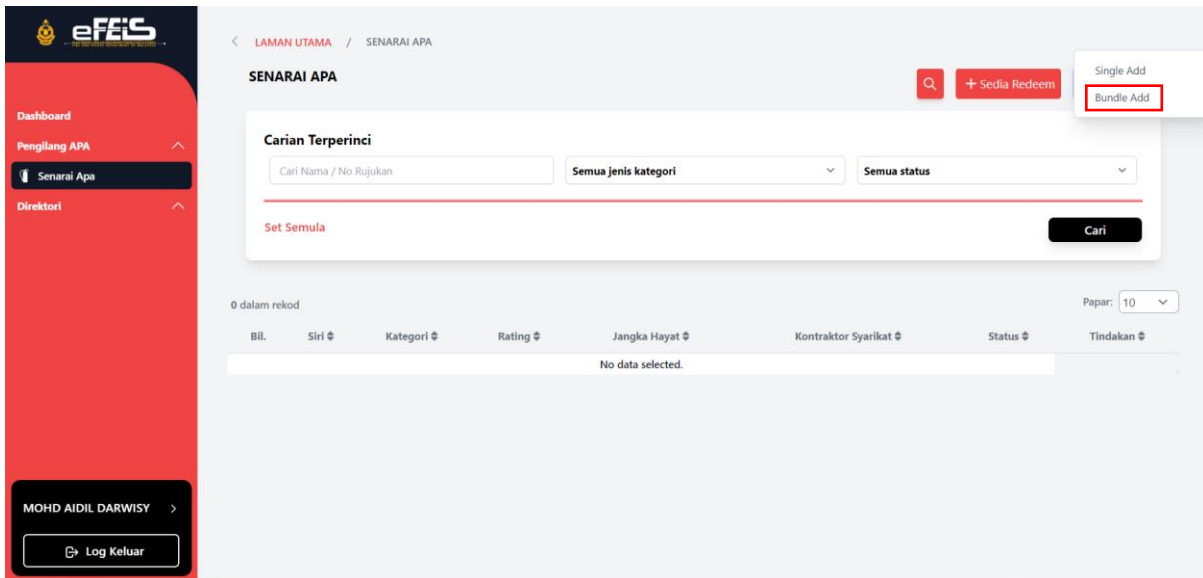 eFEiS
LAMAN UTAMA / SENARAI APA
SENARAI APA
+ Sedia Redeem
Single Add
Bundle Add
Dashboard
Pengilang APA
Senarai Apa
Direktori
Carian Terperinci
Cari Nama / No Rujukan
Semua jenis kategori
Semua status
Set Semula
Cari
0 dalam rekod
Papar: 10
Bil. Siri Kategori Rating Jangka Hayat Kontraktor Syarikat Status Tindakan
No data selected.
MOHD AIDIL DARWISY
Log Keluar